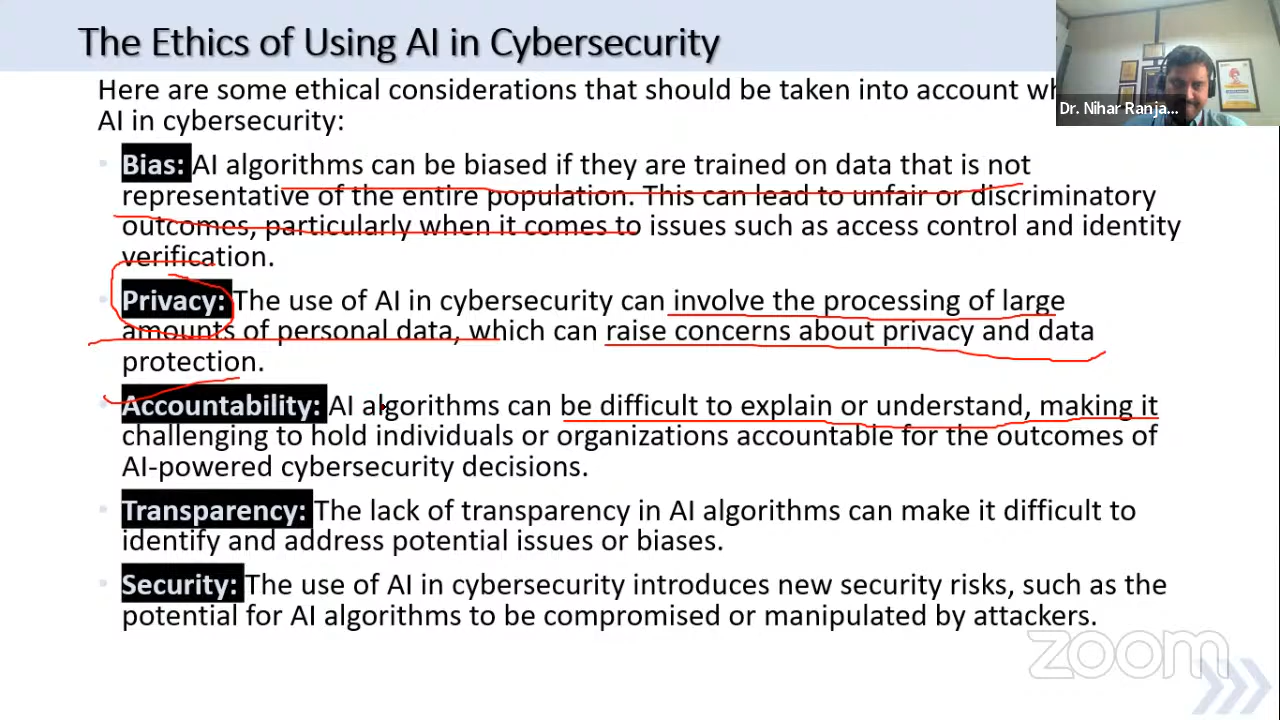 The Ethics of Using AI in Cybersecurity
Here are some ethical considerations that should be taken into account
AI in cybersecurity:
Bias: AI algorithms can be biased if they are trained on data that is not
representative of the entire population. This can lead to unfair or discriminatory
outcomes, particularly when it comes to issues such as access control and identity
verification.
Privacy: The use of AI in cybersecurity can involve the processing of large
amounts of personal data, which can raise concerns about privacy and data
protection.
Accountability: AI algorithms can be difficult to explain or understand, making it
challenging to hold individuals or organizations accountable for the outcomes of
AI-powered cybersecurity decisions.
Transparency: The lack of transparency in AI algorithms can make it difficult to
identify and address potential issues or biases.
Security: The use of AI in cybersecurity introduces new security risks, such as the
potential for AI algorithms to be compromised or manipulated by attackers.
Dr. Nihar Ranja...
zoom